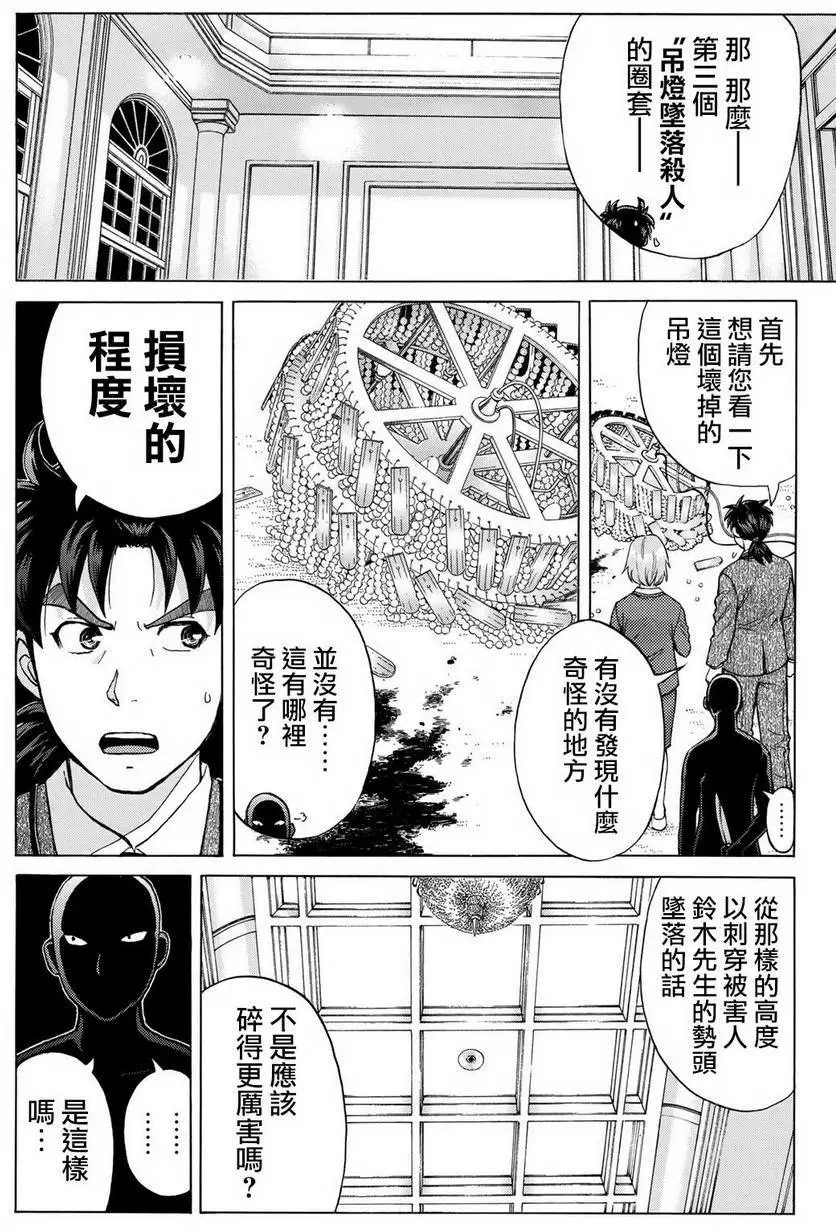 那 那麼——
第三個
“吊燈墜落殺人”
的圈套——
首先
想請您看一下
這個壞掉的
吊燈
……
有沒有發現什麼
奇怪的地方
並沒有……
這有哪裡
奇怪了？
損壞的
程度
從那樣的高度
以刺穿被害人
鈴木先生的勢頭
墜落的話
不是應該
碎得更厲害嗎？
……
是這樣
嗎…